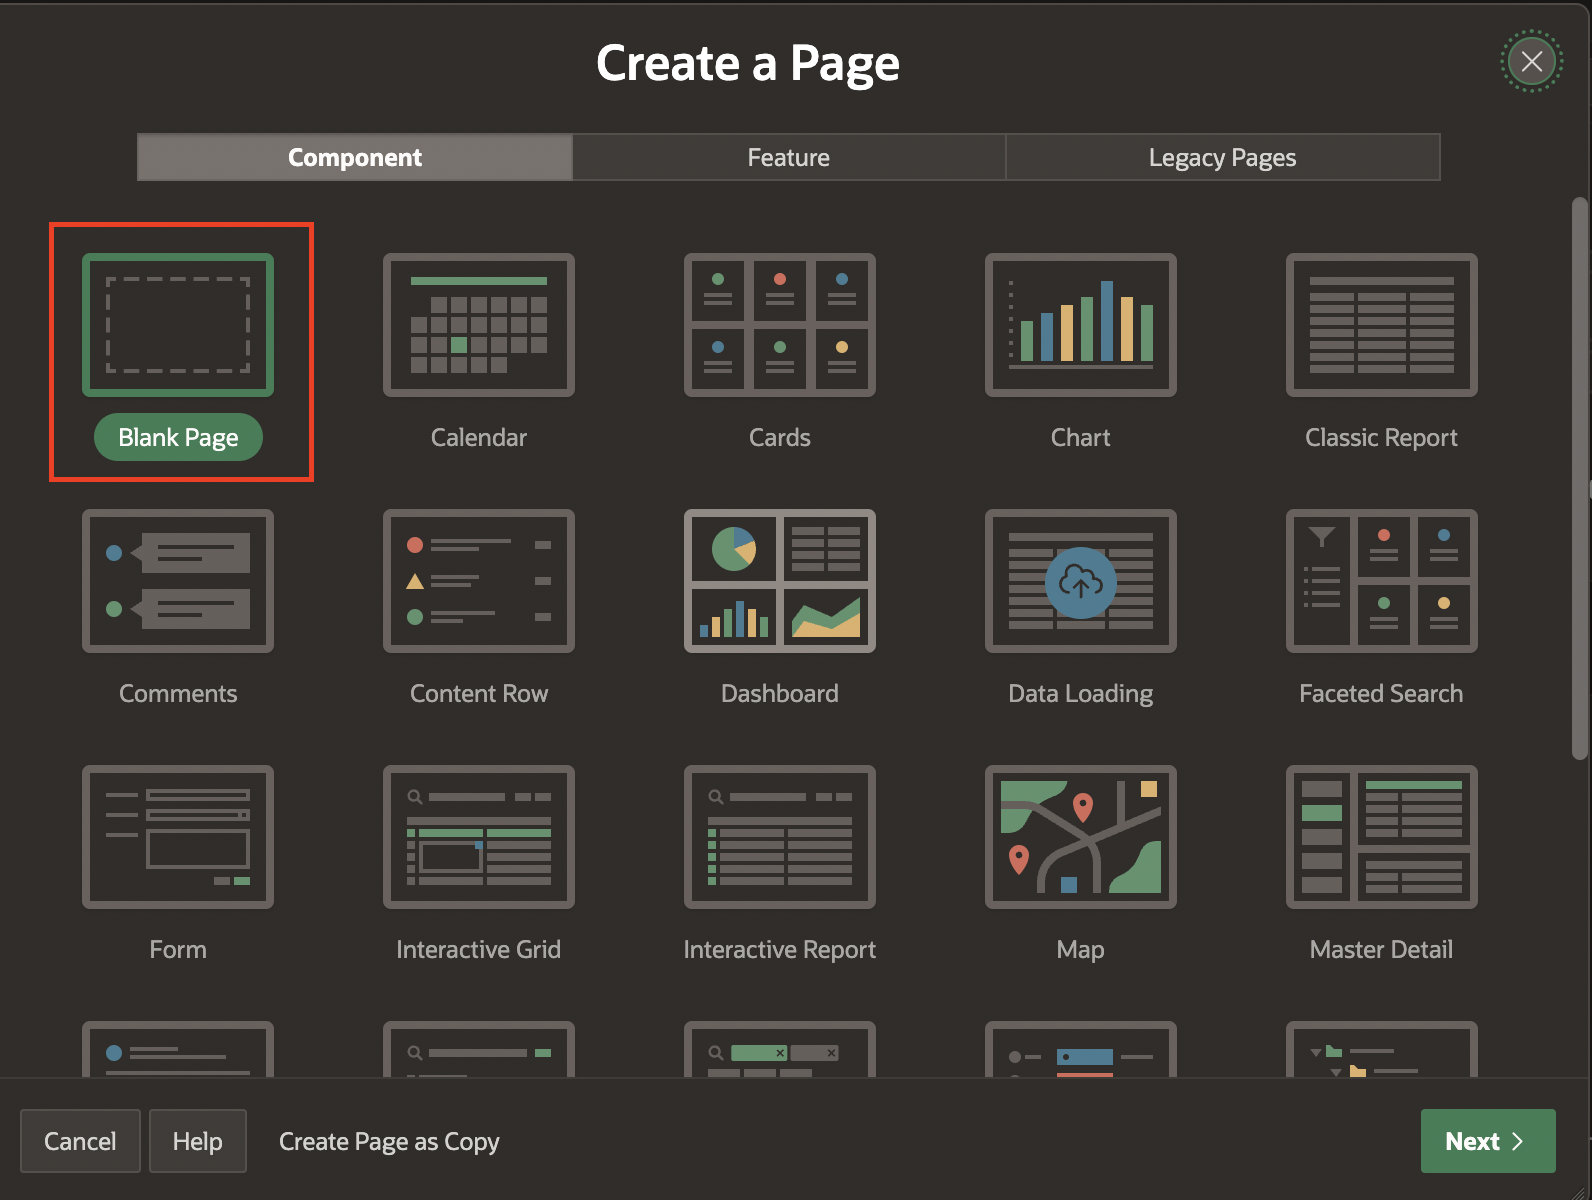 Create a Page
Component
Feature
Legacy Pages
Blank Page
Calendar
Cards
Chart
Classic Report
Comments
Content Row
Dashboard
Data Loading
Faceted Search
Form
Interactive Grid
Interactive Report
Map
Master Detail
Cancel
Help
Create Page as Copy
Next